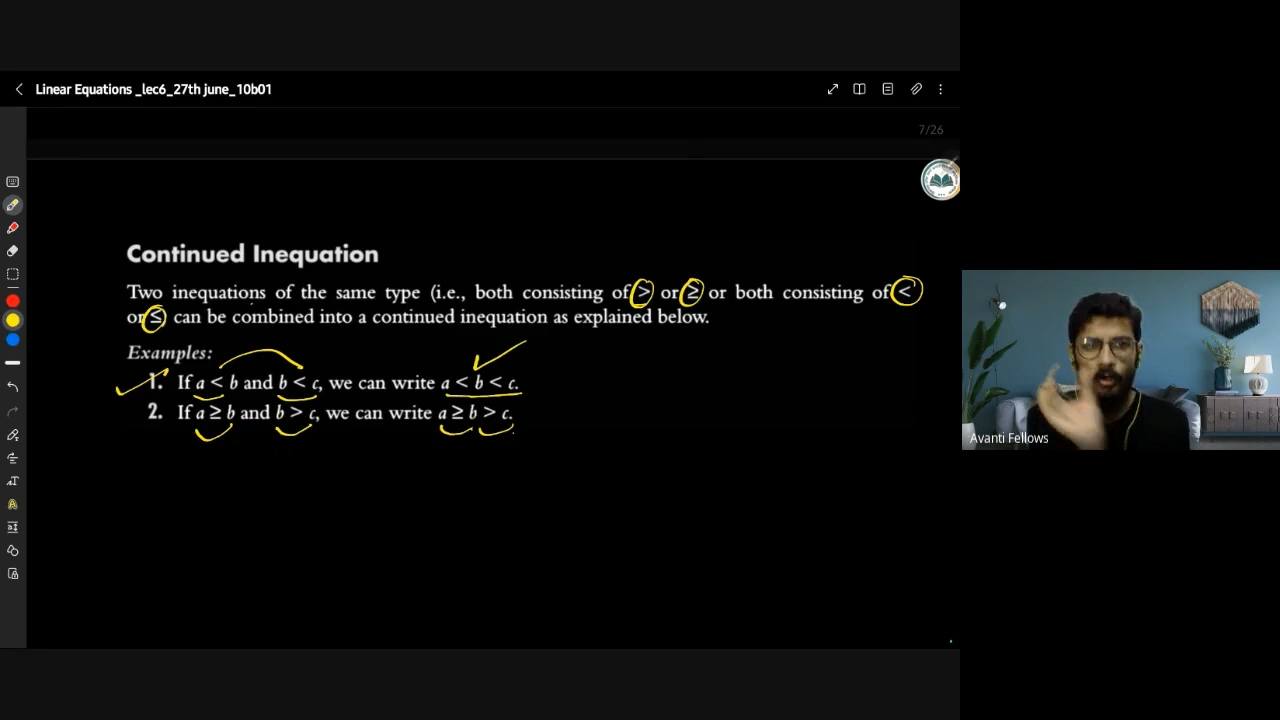 Linear Equations _lec6_27th june_10b01
7/26
Continued Inequation
Two inequations of the same type (i.e., both consisting of > or ≥ or both consisting of <
or ≤ can be combined into a continued inequation as explained below.
Examples:
1. If a < b and b < c, we can write a < b < c.
2. If a ≥ b and b > c, we can write a ≥ b > c.
Avanti Fellows